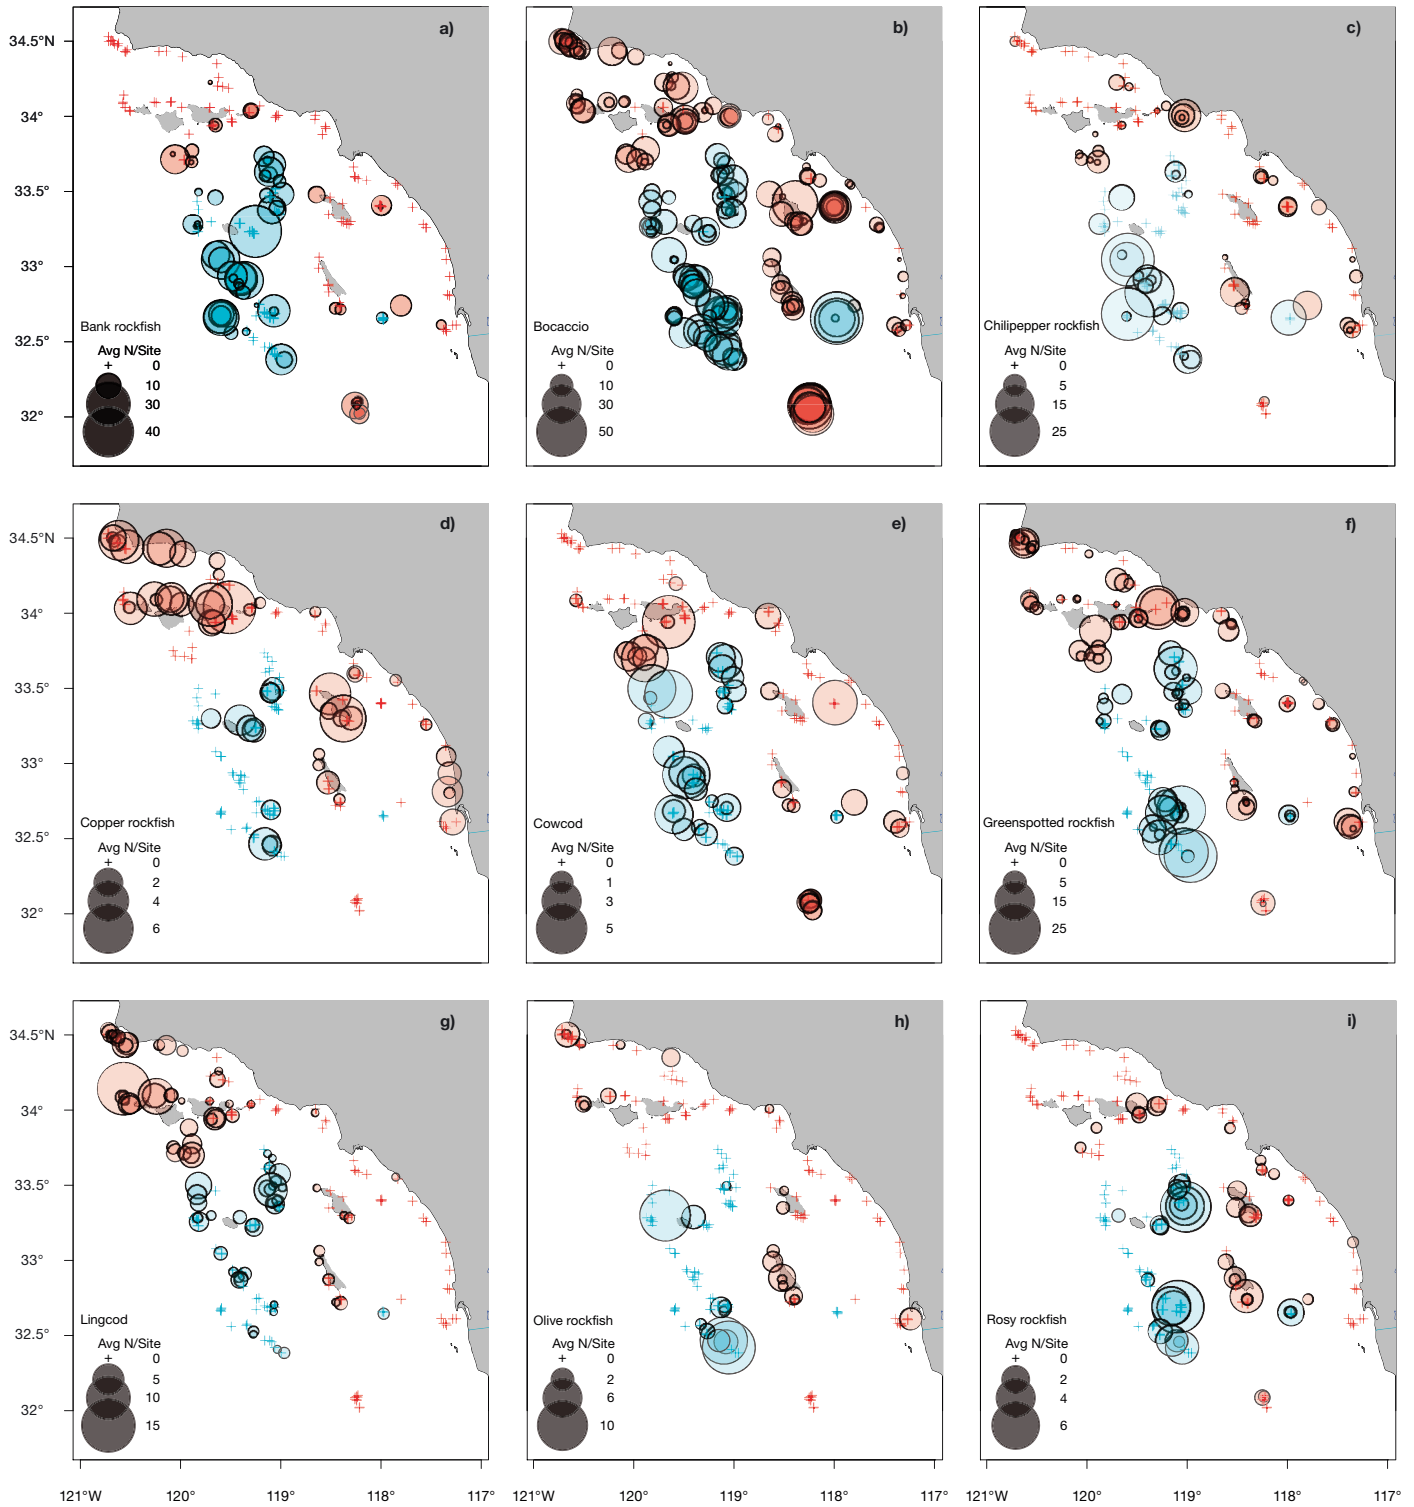 a)
b)
c)
34.5°N
34°
33.5°
33°
32.5°
32°
Bank rockfish
Avg N/Site
0
10
30
40
Bocaccio
Avg N/Site
0
10
30
50
Chilipepper rockfish
Avg N/Site
0
5
15
25
d)
e)
f)
34.5°N
34°
33.5°
33°
32.5°
32°
Copper rockfish
Avg N/Site
0
2
4
6
Cowcod
Avg N/Site
0
1
3
5
Greenspotted rockfish
Avg N/Site
0
5
15
25
g)
h)
i)
34.5°N
34°
33.5°
33°
32.5°
32°
Lingcod
Avg N/Site
0
5
10
15
Olive rockfish
Avg N/Site
0
2
6
10
Rosy rockfish
Avg N/Site
0
2
4
6
121°W 120° 119° 118° 117°
121°W 120° 119° 118° 117°
121°W 120° 119° 118° 117°